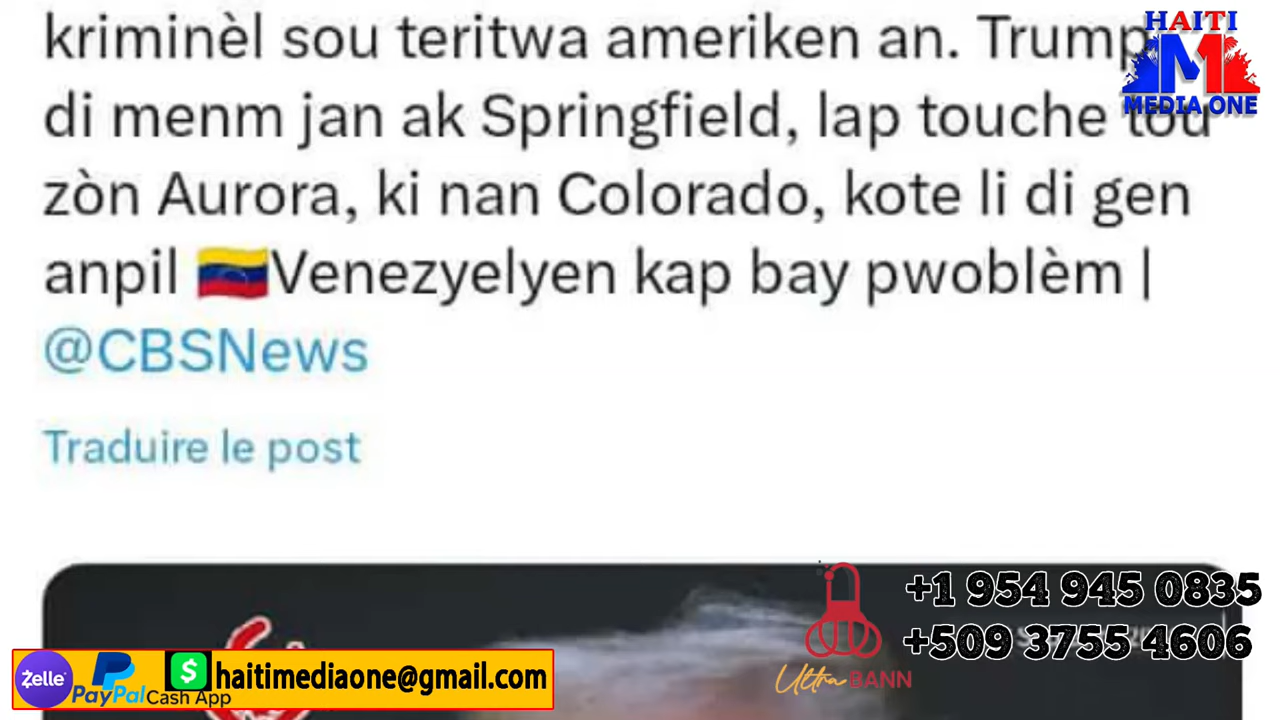 kriminèl sou teritwa ameriken an. Trump
di menm jan ak Springfield, lap touche tou
zòn Aurora, ki nan Colorado, kote li di gen
anpil 🇻🇪Venezyelyen kap bay pwoblèm |
@CBSNews
Traduire le post
HAITI
M
MEDIA ONE
+1 954 945 0835
+509 3755 4606
Ultra BANN
Zelle
PayPal
Cash App
haitimediaone@gmail.com